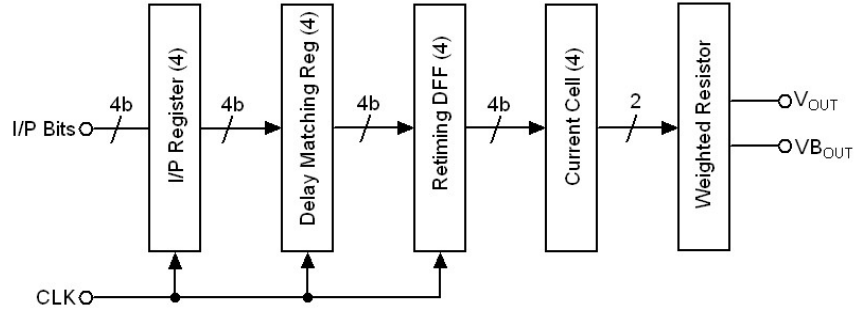 I/P Bits
4b
I/P Register (4)
4b
Delay Matching Reg (4)
4b
Retiming DFF (4)
4b
Current Cell (4)
2
Weighted Resistor
VOUT
VBOUT
CLK